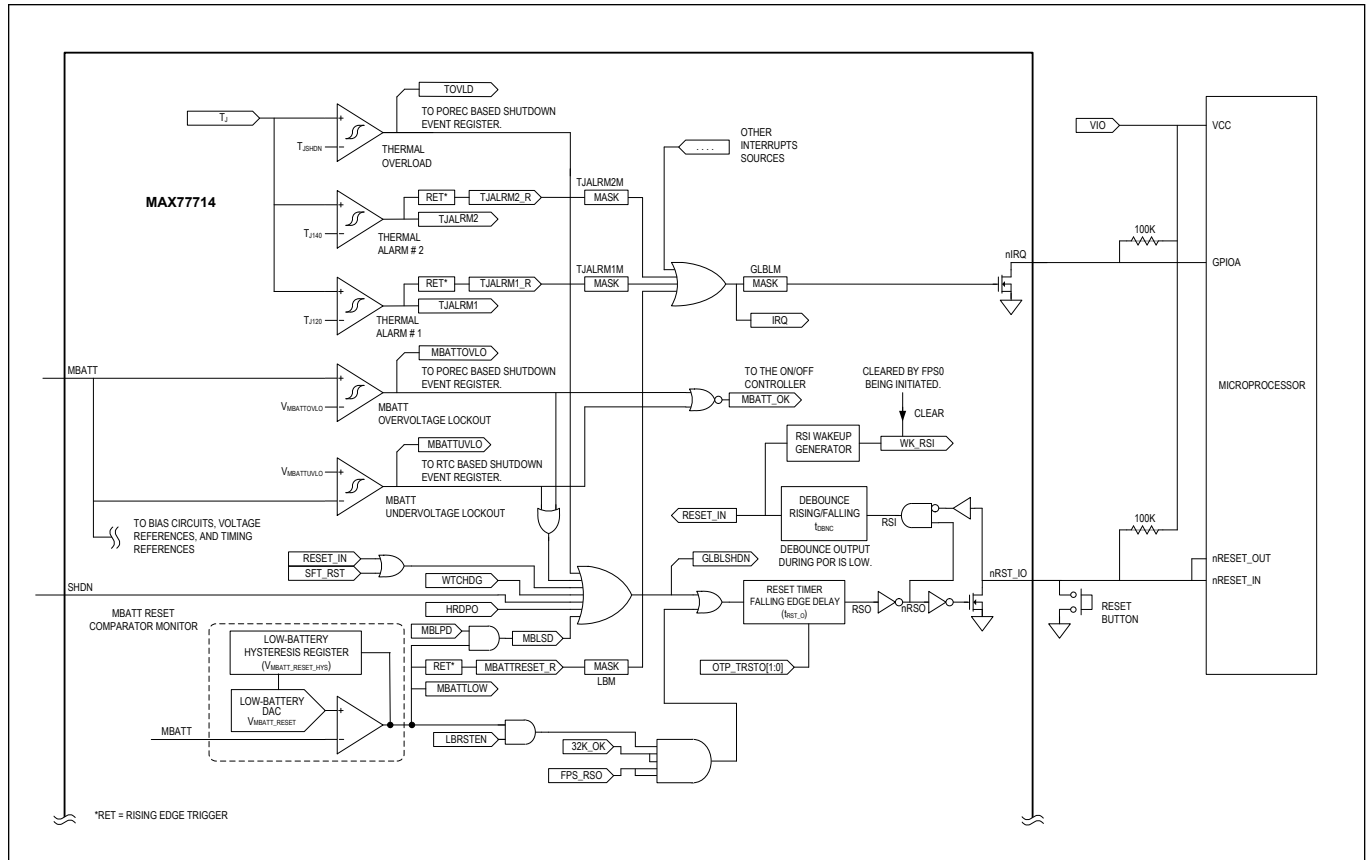 TOVLD
TO POREC BASED SHUTDOWN
EVENT REGISTER.
TJ
TJSHDN
THERMAL
OVERLOAD
OTHER
INTERRUPTS
SOURCES
. . . .
VIO
VCC
MAX77714
RET*
TJALRM2_R
TJALRM2M
MASK
TJALRM2
TJ140
THERMAL
ALARM # 2
100K
nIRQ
GPIOA
RET*
TJALRM1_R
TJALRM1M
MASK
TJALRM1
GLBLM
MASK
IRQ
TJ120
THERMAL
ALARM # 1
MBATT
MBATTOVLO
TO POREC BASED SHUTDOWN
EVENT REGISTER.
VMBATTOVLO
MBATT
OVERVOLTAGE LOCKOUT
TO THE ON/OFF
CONTROLLER
MBATT_OK
CLEARED BY FPS0
BEING INITIATED.
CLEAR
MICROPROCESSOR
RSI WAKEUP
GENERATOR
WK_RSI
MBATTUVLO
VMBATTUVLO
TO RTC BASED SHUTDOWN
EVENT REGISTER.
MBATT
UNDERVOLTAGE LOCKOUT
RESET_IN
DEBOUNCE
RISING/FALLING
tDBNC
RSI
DEBOUNCE OUTPUT
DURING POR IS LOW.
100K
TO BIAS CIRCUITS, VOLTAGE
REFERENCES, AND TIMING
REFERENCES
RESET_IN
SFT_RST
GLBLSHDN
nRST_IO
nRESET_OUT
nRESET_IN
WTCHDG
SHDN
HRDPO
RESET TIMER
FALLING EDGE DELAY
(tRST_O)
RSO
nRSO
RESET
BUTTON
MBATT RESET
COMPARATOR MONITOR
MBLPD
MBLSD
LOW-BATTERY
HYSTERESIS REGISTER
(VMBATT_RESET_HYS)
RET*
MBATTRESET_R
MASK
LBM
OTP_TRSTO[1:0]
MBATTLOW
LOW-BATTERY
DAC
VMBATT_RESET
MBATT
LBRSTEN
32K_OK
FPS_RSO
*RET = RISING EDGE TRIGGER